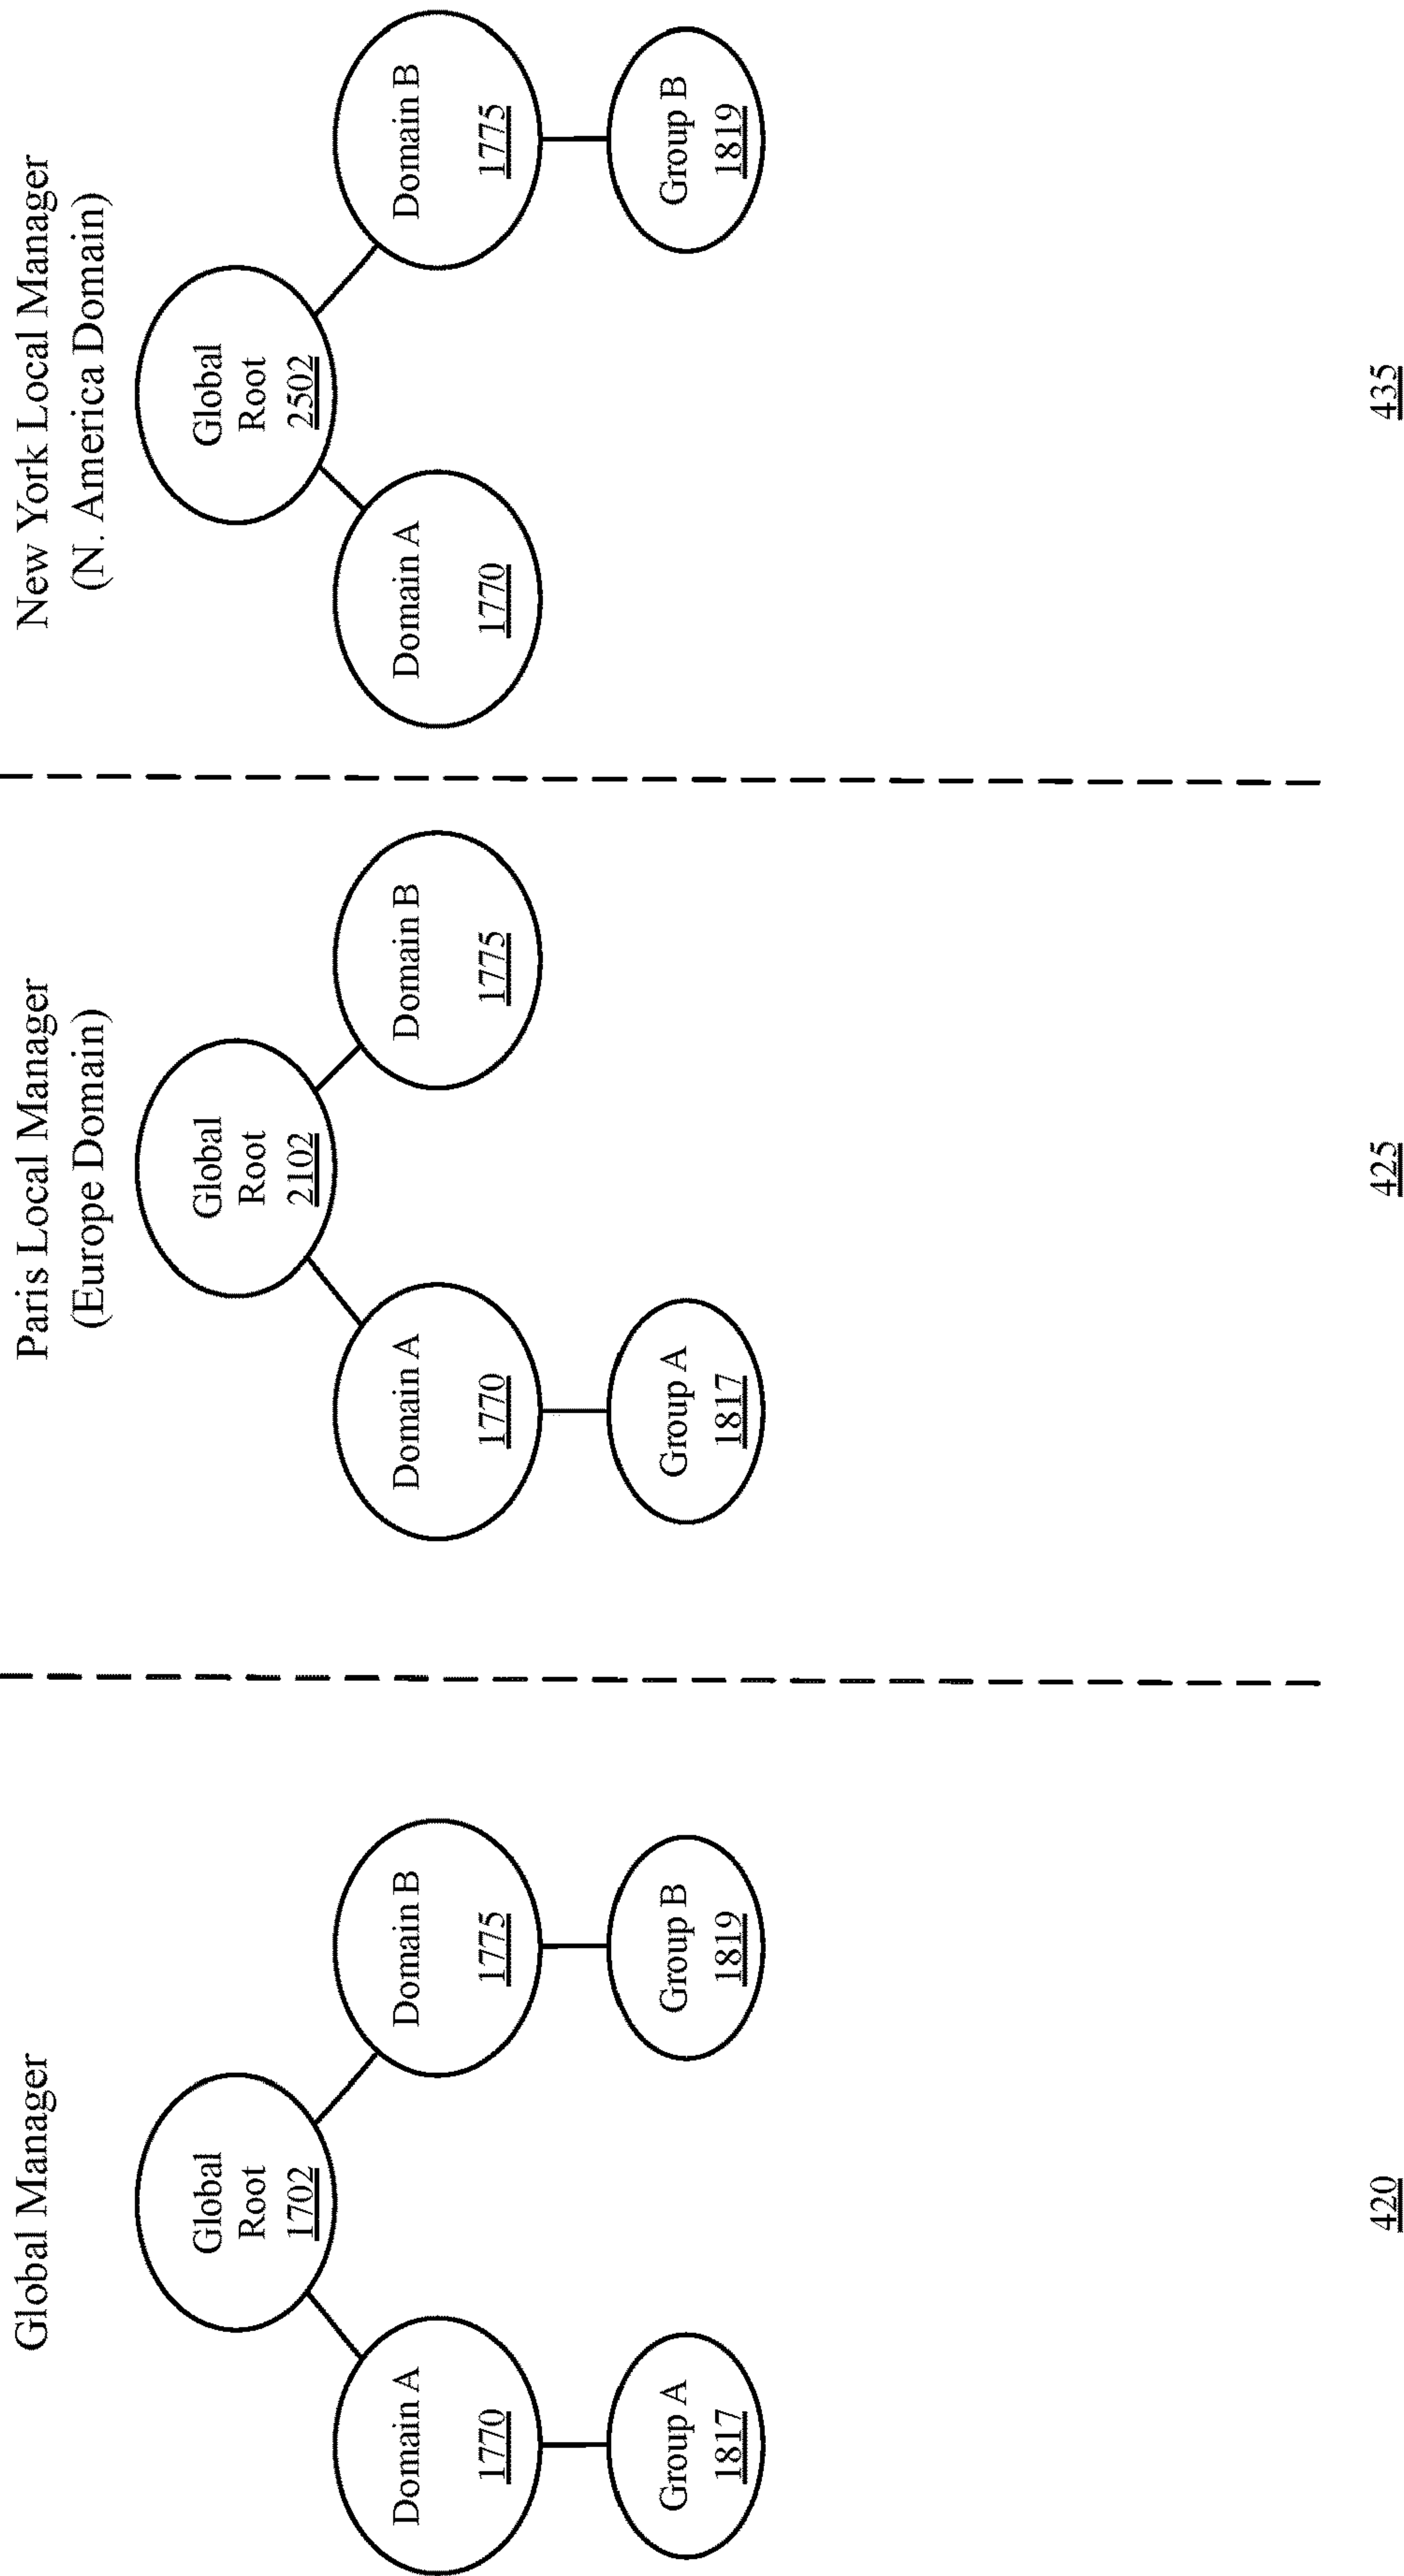 Global Manager
Global
Root
1702
Domain A
1770
Domain B
1775
Group A
1817
Group B
1819
420
Paris Local Manager
(Europe Domain)
Global
Root
2102
Domain A
1770
Domain B
1775
Group A
1817
425
New York Local Manager
(N. America Domain)
Global
Root
2502
Domain A
1770
Domain B
1775
Group B
1819
435